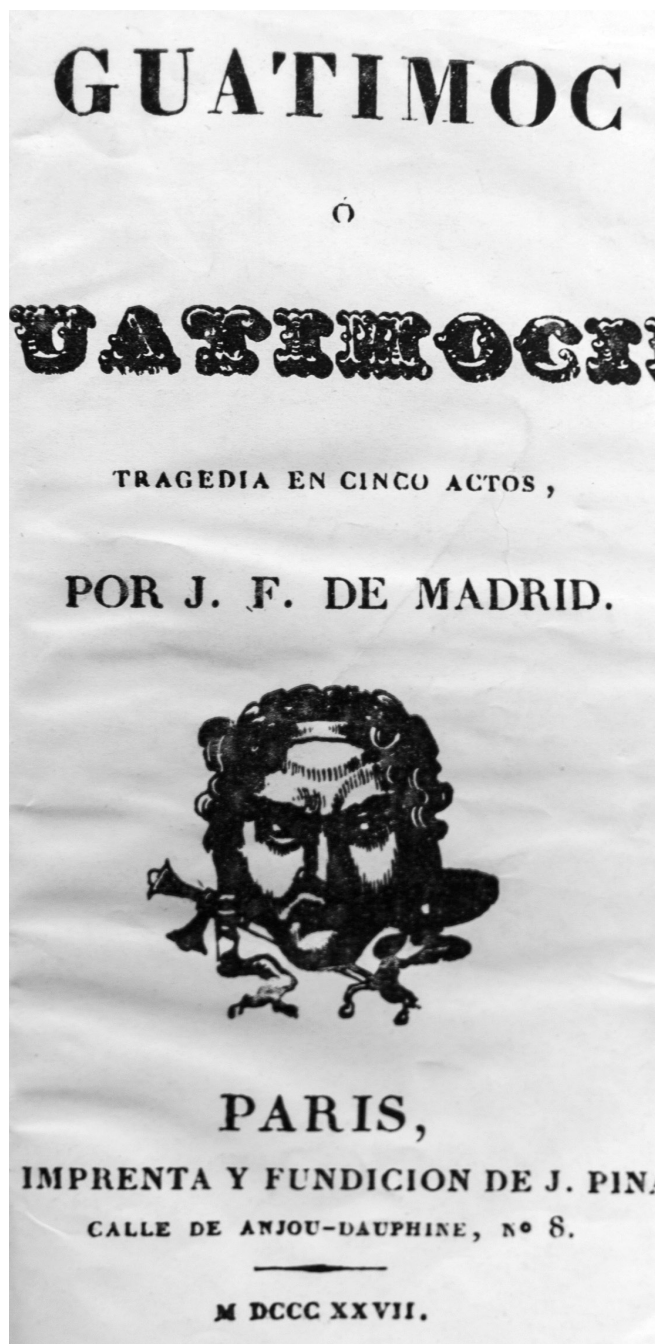 GUATIMOC
Ó
UATIMOCI
TRAGEDIA EN CINCO ACTOS,
POR J. F. DE MADRID.
PARIS,
IMPRENTA Y FUNDICION DE J. PINA
CALLE DE ANJOU-DAUPHINE, Nº 8.
M DCCC XXVII.